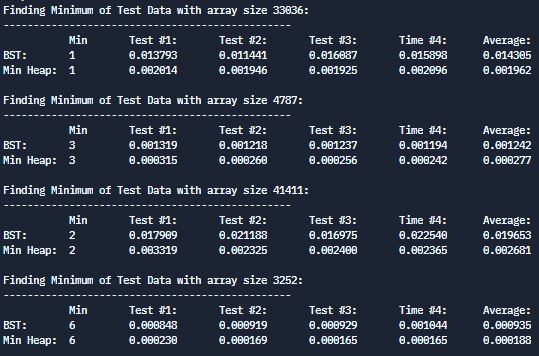 Finding Minimum of Test Data with array size 33036:
------------------------------------------------
Min Test #1: Test #2: Test #3: Time #4: Average:
BST: 1 0.013793 0.011441 0.016087 0.015898 0.014305
Min Heap: 1 0.002014 0.001946 0.001925 0.002096 0.001962
Finding Minimum of Test Data with array size 4787:
------------------------------------------------
Min Test #1: Test #2: Test #3: Time #4: Average:
BST: 3 0.001319 0.001218 0.001237 0.001194 0.001242
Min Heap: 3 0.000315 0.000260 0.000256 0.000242 0.000277
Finding Minimum of Test Data with array size 41411:
------------------------------------------------
Min Test #1: Test #2: Test #3: Time #4: Average:
BST: 2 0.017909 0.021188 0.016975 0.022540 0.019653
Min Heap: 2 0.003319 0.002325 0.002400 0.002365 0.002681
Finding Minimum of Test Data with array size 3252:
------------------------------------------------
Min Test #1: Test #2: Test #3: Time #4: Average:
BST: 6 0.000848 0.000919 0.000929 0.001044 0.000935
Min Heap: 6 0.000230 0.000169 0.000165 0.000165 0.000188